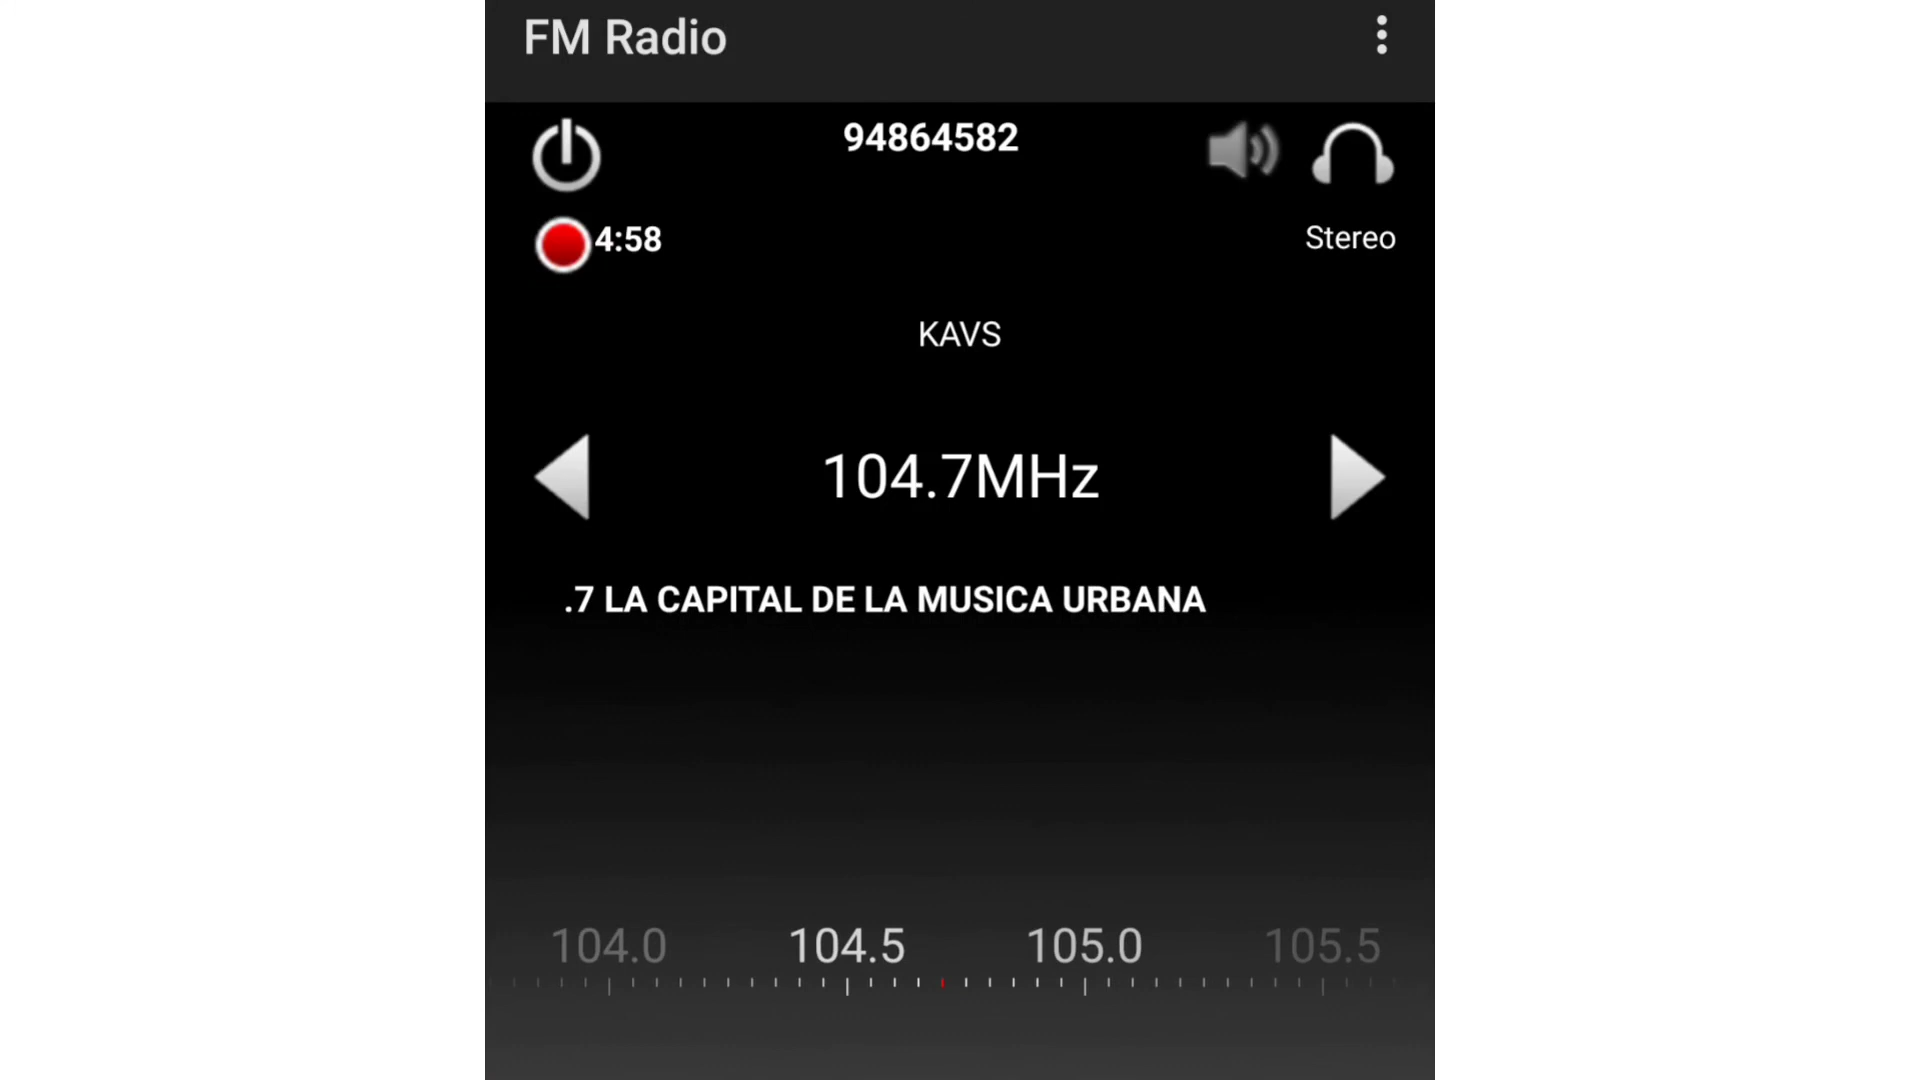 FM Radio
94864582
4:58
Stereo
KAVS
104.7MHz
.7 LA CAPITAL DE LA MUSICA URBANA
104.0 104.5 105.0 105.5